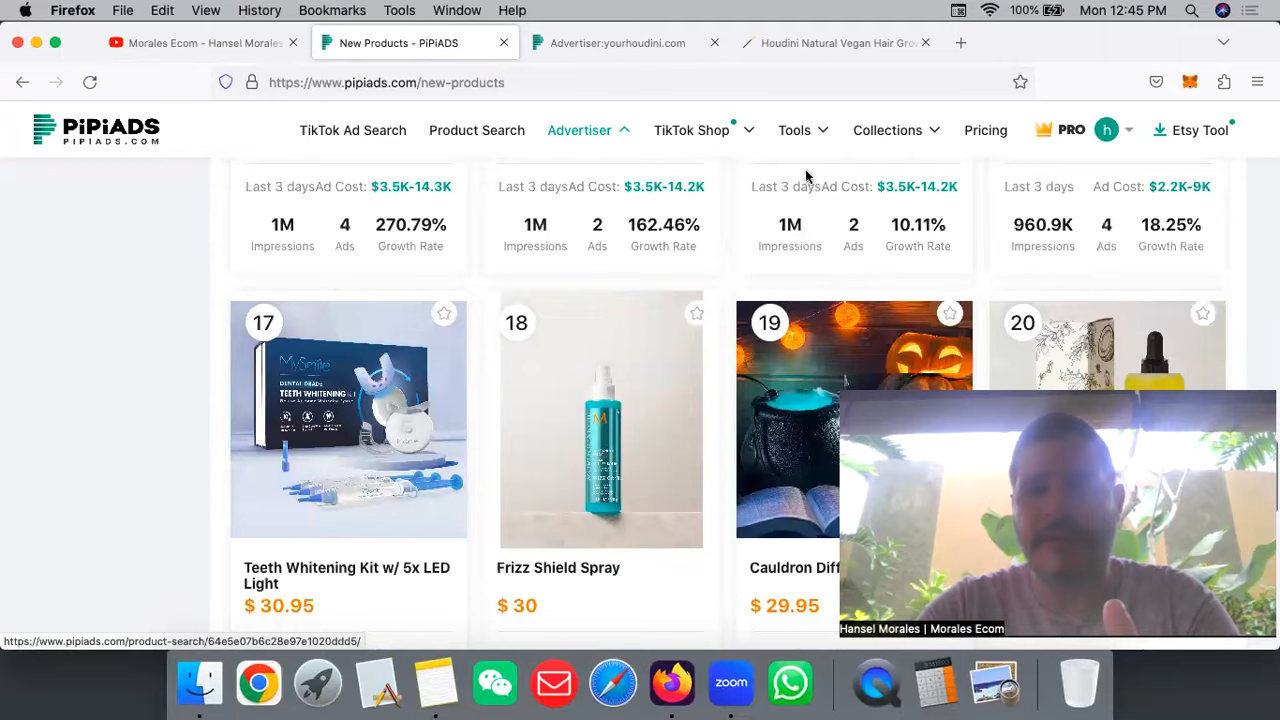 Firefox File Edit View History Bookmarks Tools Window Help 100% Mon 12:45 PM
Morales Ecom - Hansel Morales New Products - PiPiADS Advertiser:yourhoudini.com Houdini Natural Vegan Hair Gro
https://www.pipiads.com/new-products
PiPiADS TikTok Ad Search Product Search Advertiser TikTok Shop Tools Collections Pricing PRO h Etsy Tool
PIPIADS.COM
Last 3 days Ad Cost: $3.5K-14.3K Last 3 days Ad Cost: $3.5K-14.2K Last 3 days Ad Cost: $3.5K-14.2K Last 3 days Ad Cost: $2.2K-9K
1M 4 270.79% 1M 2 162.46% 1M 2 10.11% 960.9K 4 18.25%
Impressions Ads Growth Rate Impressions Ads Growth Rate Impressions Ads Growth Rate Impressions Ads Growth Rate
17 18 19 20
MySmile
TEETH WHITENING KIT
Teeth Whitening Kit w/ 5x LED Light
$ 30.95
Frizz Shield Spray
$ 30
Cauldron Diff
$ 29.95
Hansel Morales | Morales Ecom
https://www.pipiads.com/product-search/64e5e07b6c28e97e1020ddd5/
zoom